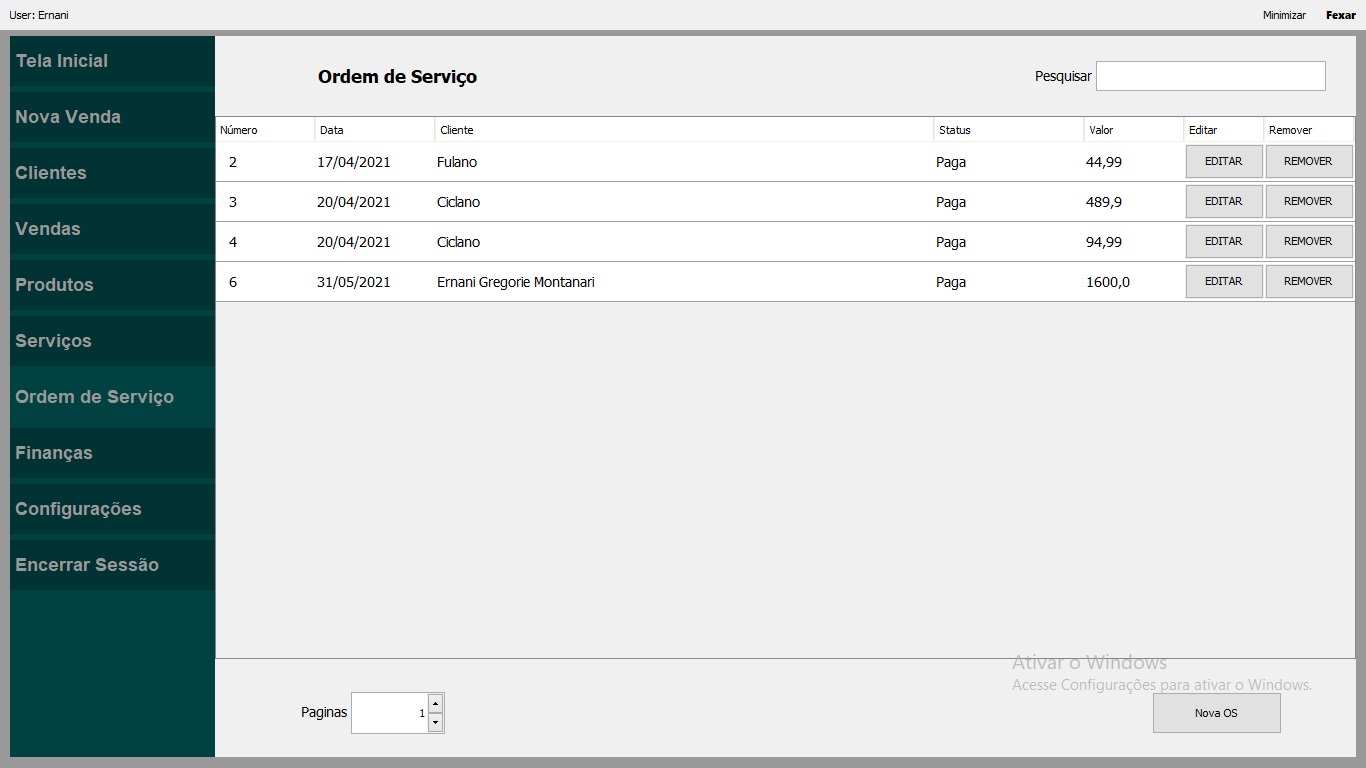 User: Ernani Minimizar Fexar
Tela Inicial
Nova Venda
Clientes
Vendas
Produtos
Serviços
Ordem de Serviço
Finanças
Configurações
Encerrar Sessão
Ordem de Serviço Pesquisar
Número Data Cliente Status Valor Editar Remover
2 17/04/2021 Fulano Paga 44,99 EDITAR REMOVER
3 20/04/2021 Ciclano Paga 489,9 EDITAR REMOVER
4 20/04/2021 Ciclano Paga 94,99 EDITAR REMOVER
6 31/05/2021 Ernani Gregorie Montanari Paga 1600,0 EDITAR REMOVER
Ativar o Windows
Acesse Configurações para ativar o Windows.
Paginas 1 Nova OS